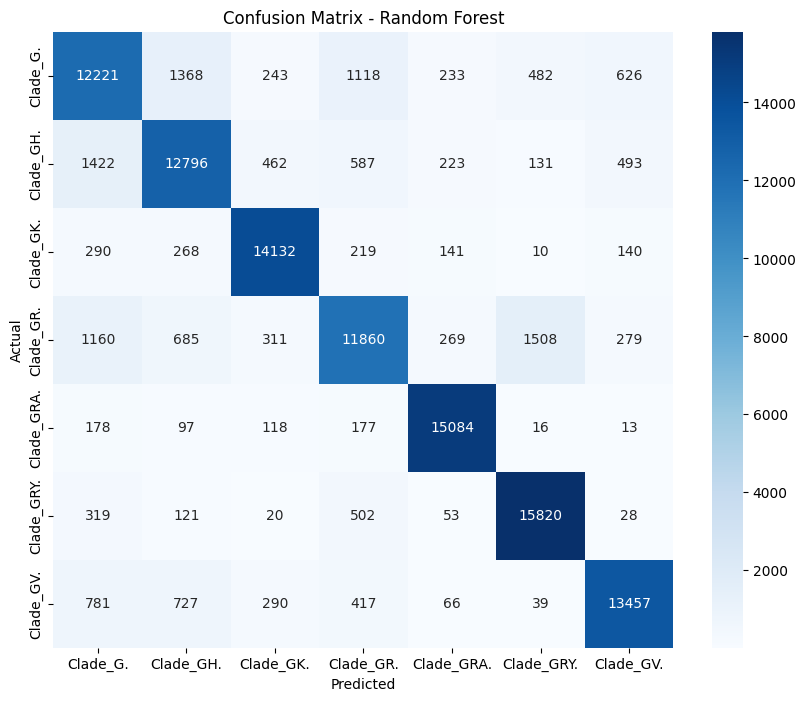 Confusion Matrix - Random Forest
Actual
Clade_G. 12221 1368 243 1118 233 482 626
Clade_GH. 1422 12796 462 587 223 131 493
Clade_GK. 290 268 14132 219 141 10 140
Clade_GR. 1160 685 311 11860 269 1508 279
Clade_GRA. 178 97 118 177 15084 16 13
Clade_GRY. 319 121 20 502 53 15820 28
Clade_GV. 781 727 290 417 66 39 13457
Clade_G. Clade_GH. Clade_GK. Clade_GR. Clade_GRA. Clade_GRY. Clade_GV.
Predicted
14000
12000
10000
8000
6000
4000
2000